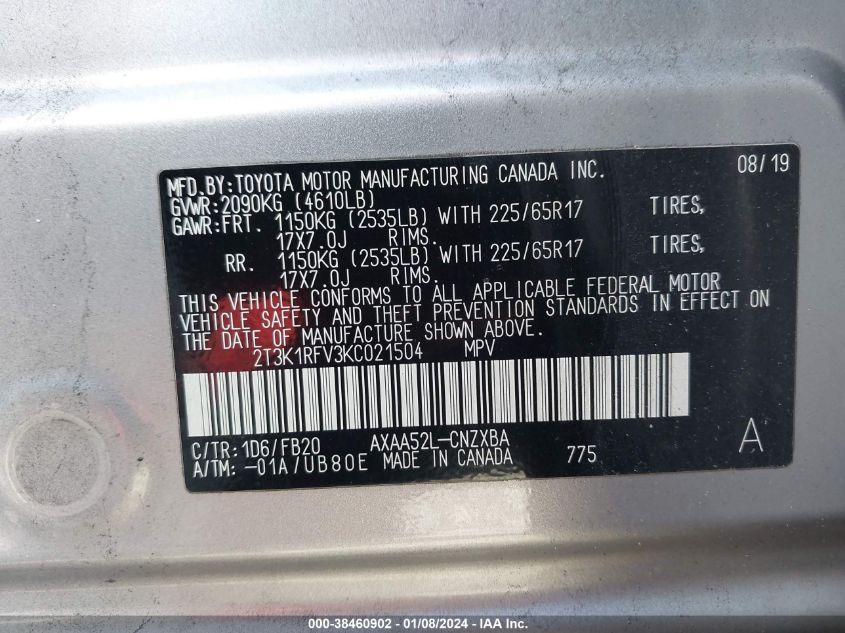 MFD.BY:TOYOTA MOTOR MANUFACTURING CANADA INC. 08/19
GVWR:2090KG (4610LB)
GAWR:FRT. 1150KG (2535LB) WITH 225/65R17 TIRES,
17X7.0J RIMS.
RR. 1150KG (2535LB) WITH 225/65R17 TIRES,
17X7.0J RIMS.
THIS VEHICLE CONFORMS TO ALL APPLICABLE FEDERAL MOTOR
VEHICLE SAFETY AND THEFT PREVENTION STANDARDS IN EFFECT ON
THE DATE OF MANUFACTURE SHOWN ABOVE.
2T3K1RFV3KC021504 MPV
C/TR:1D6/FB20 AXAA52L-CNZXBA A
A/TM:-01A/UB80E MADE IN CANADA 775
000-38460902 - 01/08/2024 - IAA Inc.